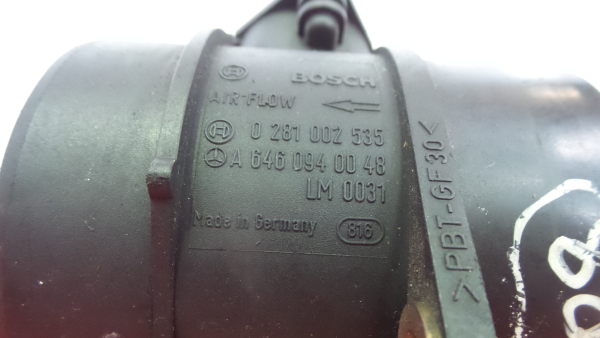 BOSCH
AIR FLOW
0 281 002 535
A 646 094 00 48
LM 0031
Made in Germany 816
>PBT-GF30<